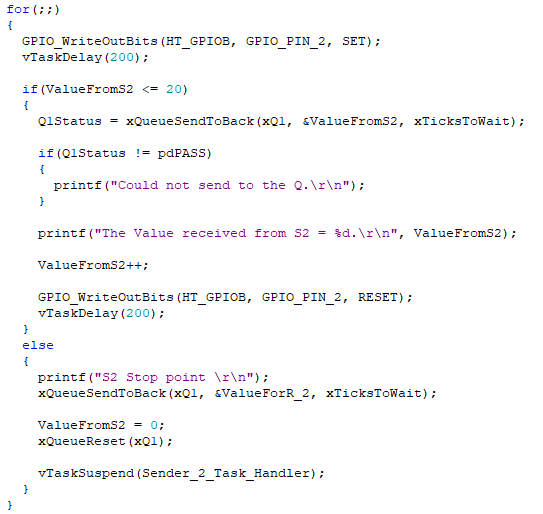 for(;;)
{
  GPIO_WriteOutBits(HT_GPIOB, GPIO_PIN_2, SET);
  vTaskDelay(200);

  if(ValueFromS2 <= 20)
  {
    Q1Status = xQueueSendToBack(xQ1, &ValueFromS2, xTicksToWait);

    if(Q1Status != pdPASS)
    {
      printf("Could not send to the Q.\r\n");
    }

    printf("The Value received from S2 = %d.\r\n", ValueFromS2);

    ValueFromS2++;

    GPIO_WriteOutBits(HT_GPIOB, GPIO_PIN_2, RESET);
    vTaskDelay(200);
  }
  else
  {
    printf("S2 Stop point \r\n");
    xQueueSendToBack(xQ1, &ValueForR_2, xTicksToWait);

    ValueFromS2 = 0;
    xQueueReset(xQ1);

    vTaskSuspend(Sender_2_Task_Handler);
  }
}